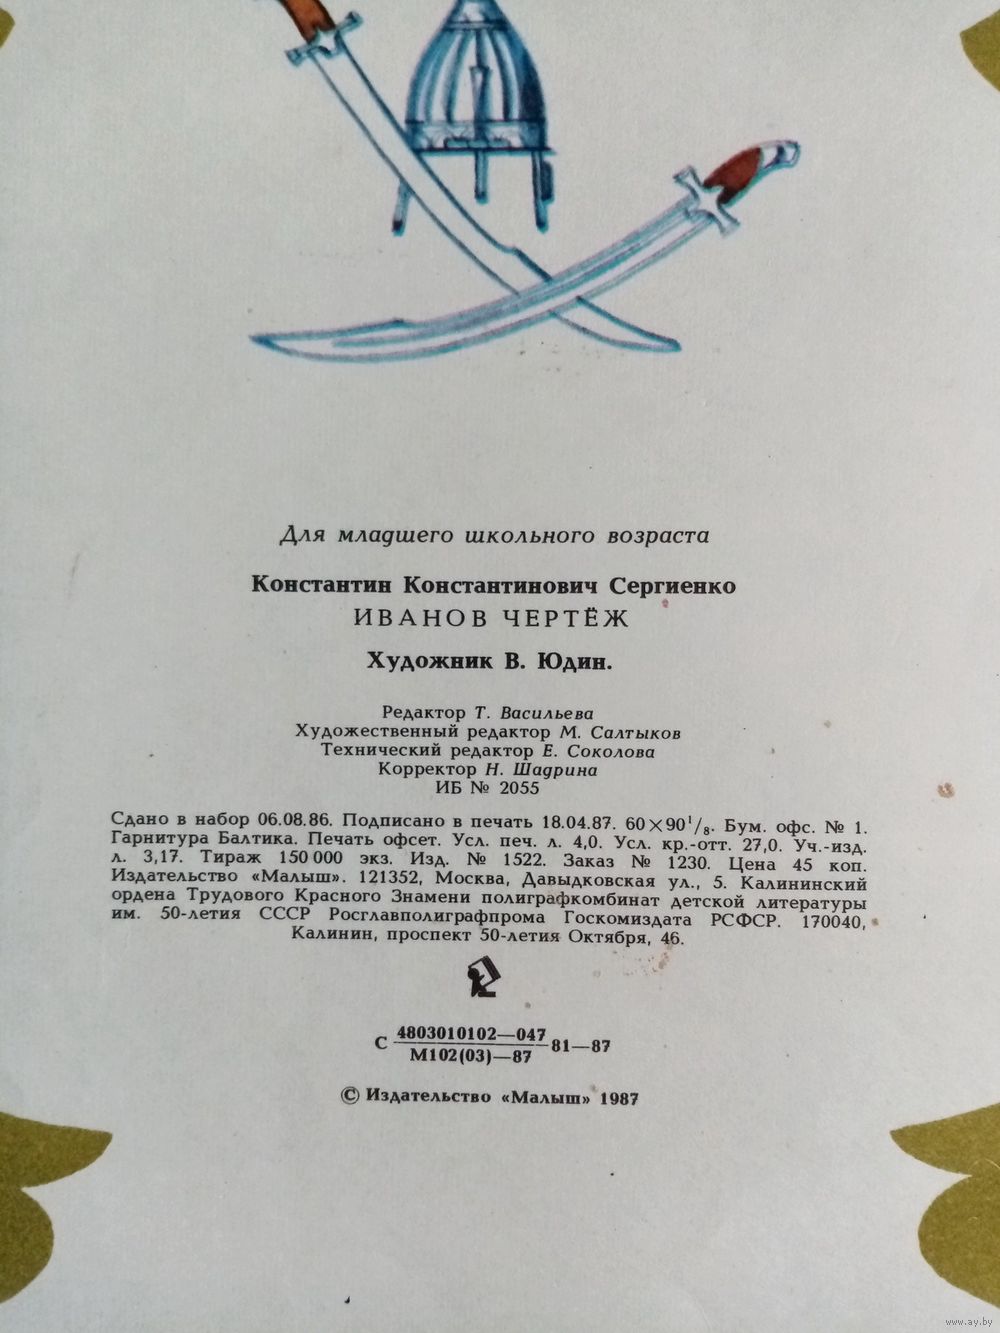 Для младшего школьного возраста
Константин Константинович Сергиенко
ИВАНОВ ЧЕРТЁЖ
Художник В. Юдин.
Редактор Т. Васильева
Художественный редактор М. Салтыков
Технический редактор Е. Соколова
Корректор Н. Шадрина
ИБ № 2055
Сдано в набор 06.08.86. Подписано в печать 18.04.87. 60×90¹/₈. Бум. офс. № 1.
Гарнитура Балтика. Печать офсет. Усл. печ. л. 4,0. Усл. кр.-отт. 27,0. Уч.-изд.
л. 3,17. Тираж 150 000 экз. Изд. № 1522. Заказ № 1230. Цена 45 коп.
Издательство «Малыш». 121352, Москва, Давыдковская ул., 5. Калининский
ордена Трудового Красного Знамени полиграфкомбинат детской литературы
им. 50-летия СССР Росглавполиграфпрома Госкомиздата РСФСР. 170040,
Калинин, проспект 50-летия Октября, 46.
4803010102—047
С 81—87
М102(03)—87
© Издательство «Малыш» 1987
www.ay.by